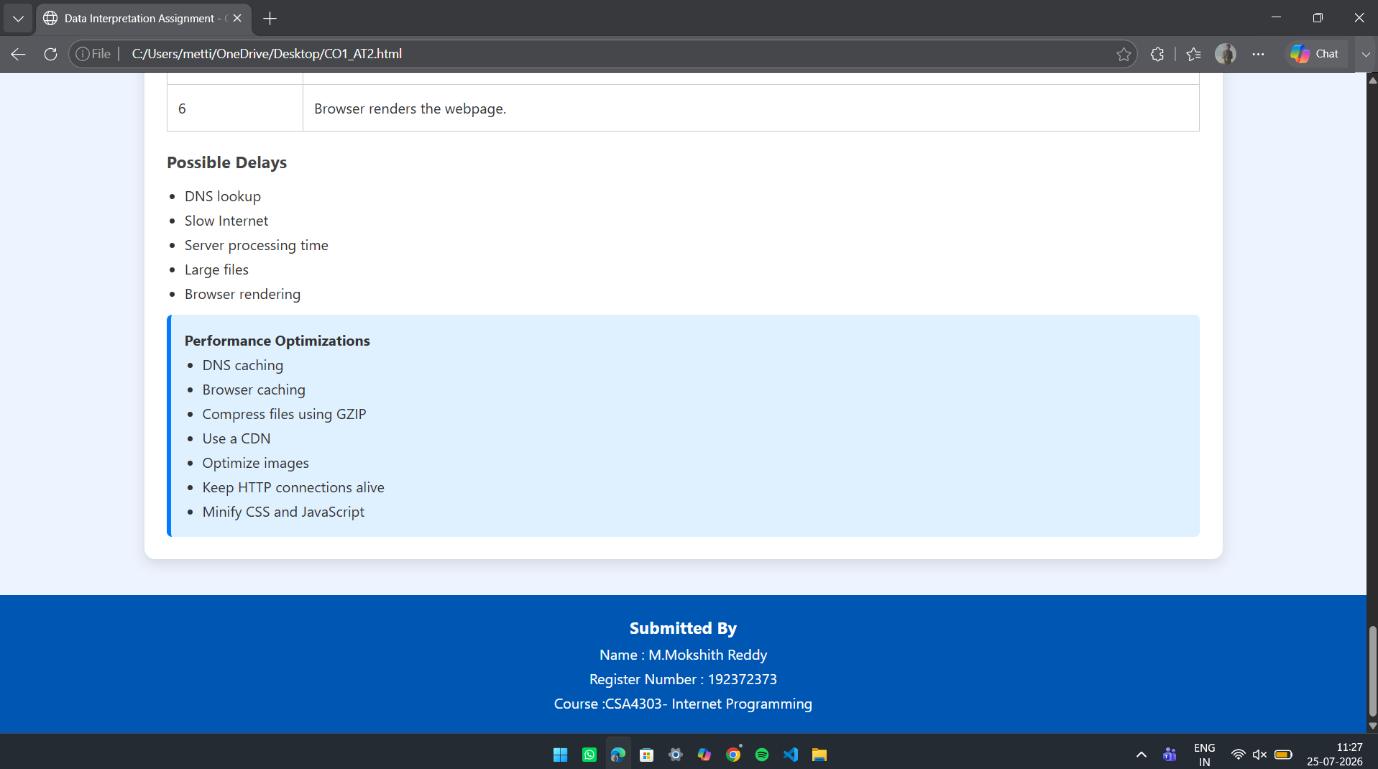 Data Interpretation Assignment - (
File
C:/Users/metti/OneDrive/Desktop/CO1_AT2.html
Chat
6 Browser renders the webpage.
Possible Delays
DNS lookup
Slow Internet
Server processing time
Large files
Browser rendering
Performance Optimizations
DNS caching
Browser caching
Compress files using GZIP
Use a CDN
Optimize images
Keep HTTP connections alive
Minify CSS and JavaScript
Submitted By
Name : M.Mokshith Reddy
Register Number : 192372373
Course :CSA4303- Internet Programming
ENG
IN
11:27
25-07-2026